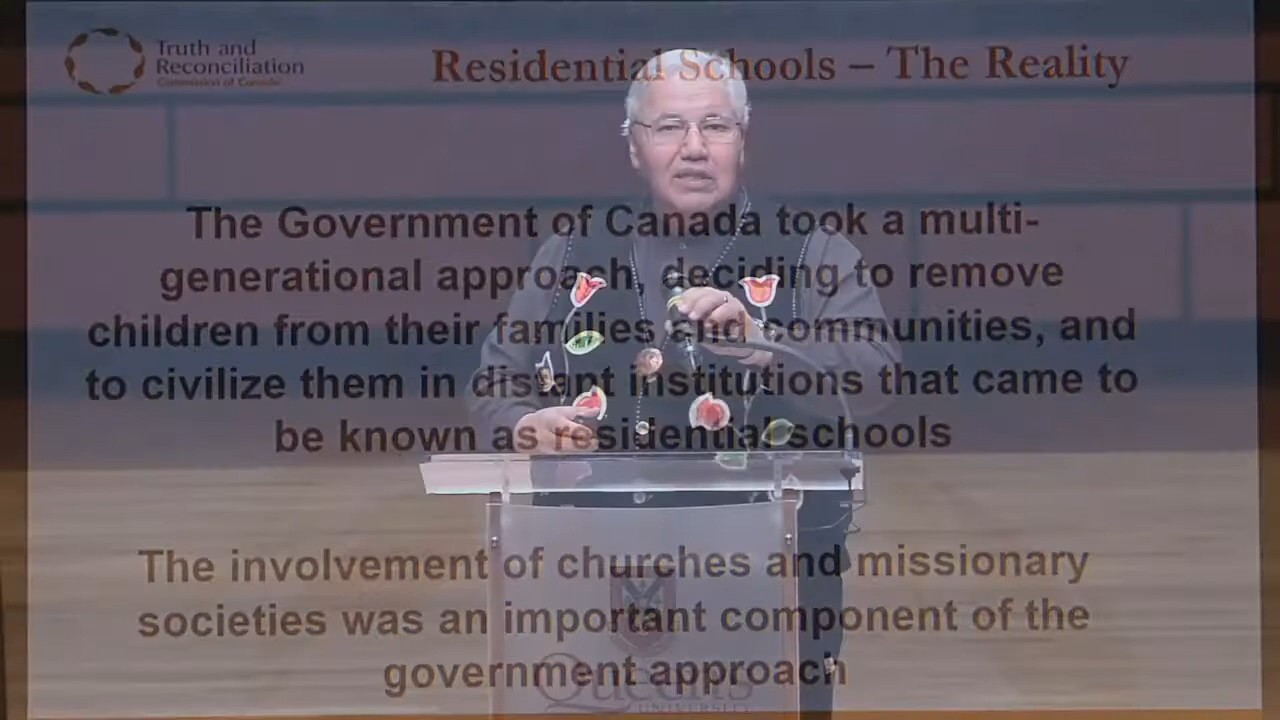 Truth and
Reconciliation
Commission of Canada
Residential Schools – The Reality
The Government of Canada took a multi-
generational approach, deciding to remove
children from their families and communities, and
to civilize them in distant institutions that came to
be known as residential schools
The involvement of churches and missionary
societies was an important component of the
government approach
Queen's
UNIVERSITY